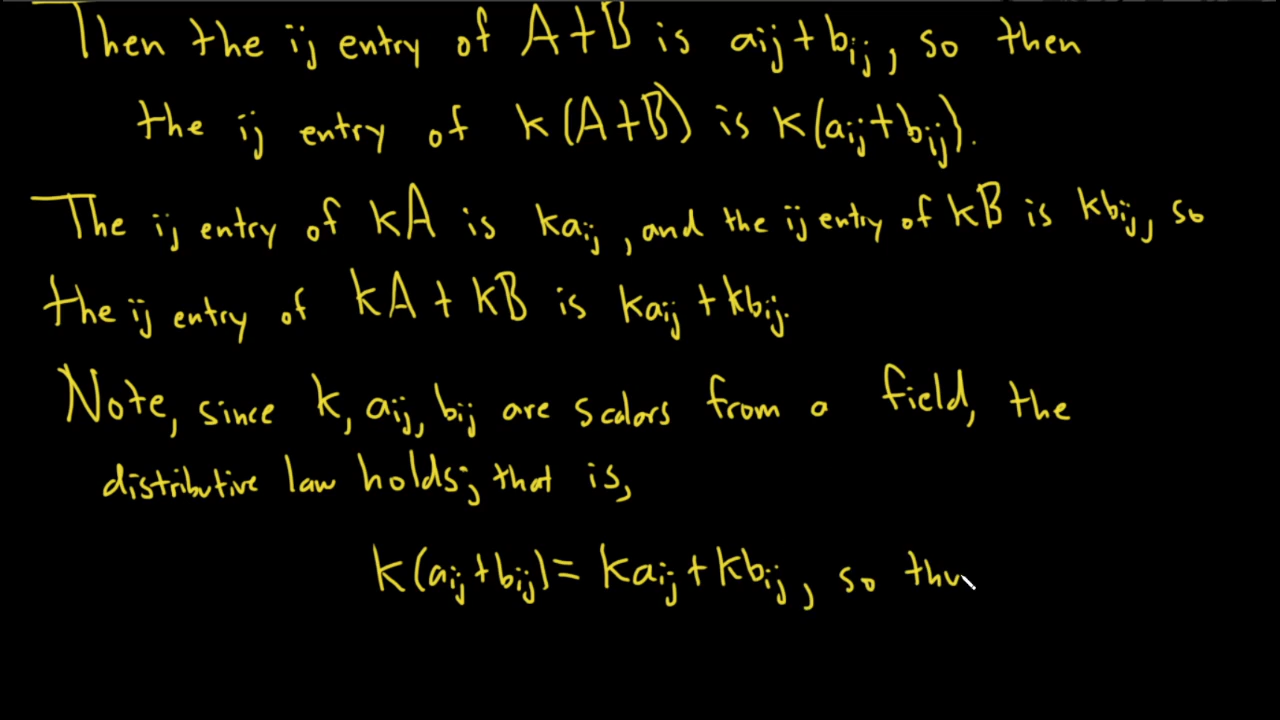 Then the ij entry of A+B is aij + bij, so then
the ij entry of k(A+B) is k(aij+bij).
The ij entry of kA is kaij, and the ij entry of kB is kbij, so
the ij entry of kA + kB is kaij + kbij.
Note, since k, aij, bij are scalars from a field, the
distributive law holds; that is,
k(aij+bij) = kaij + kbij, so thu